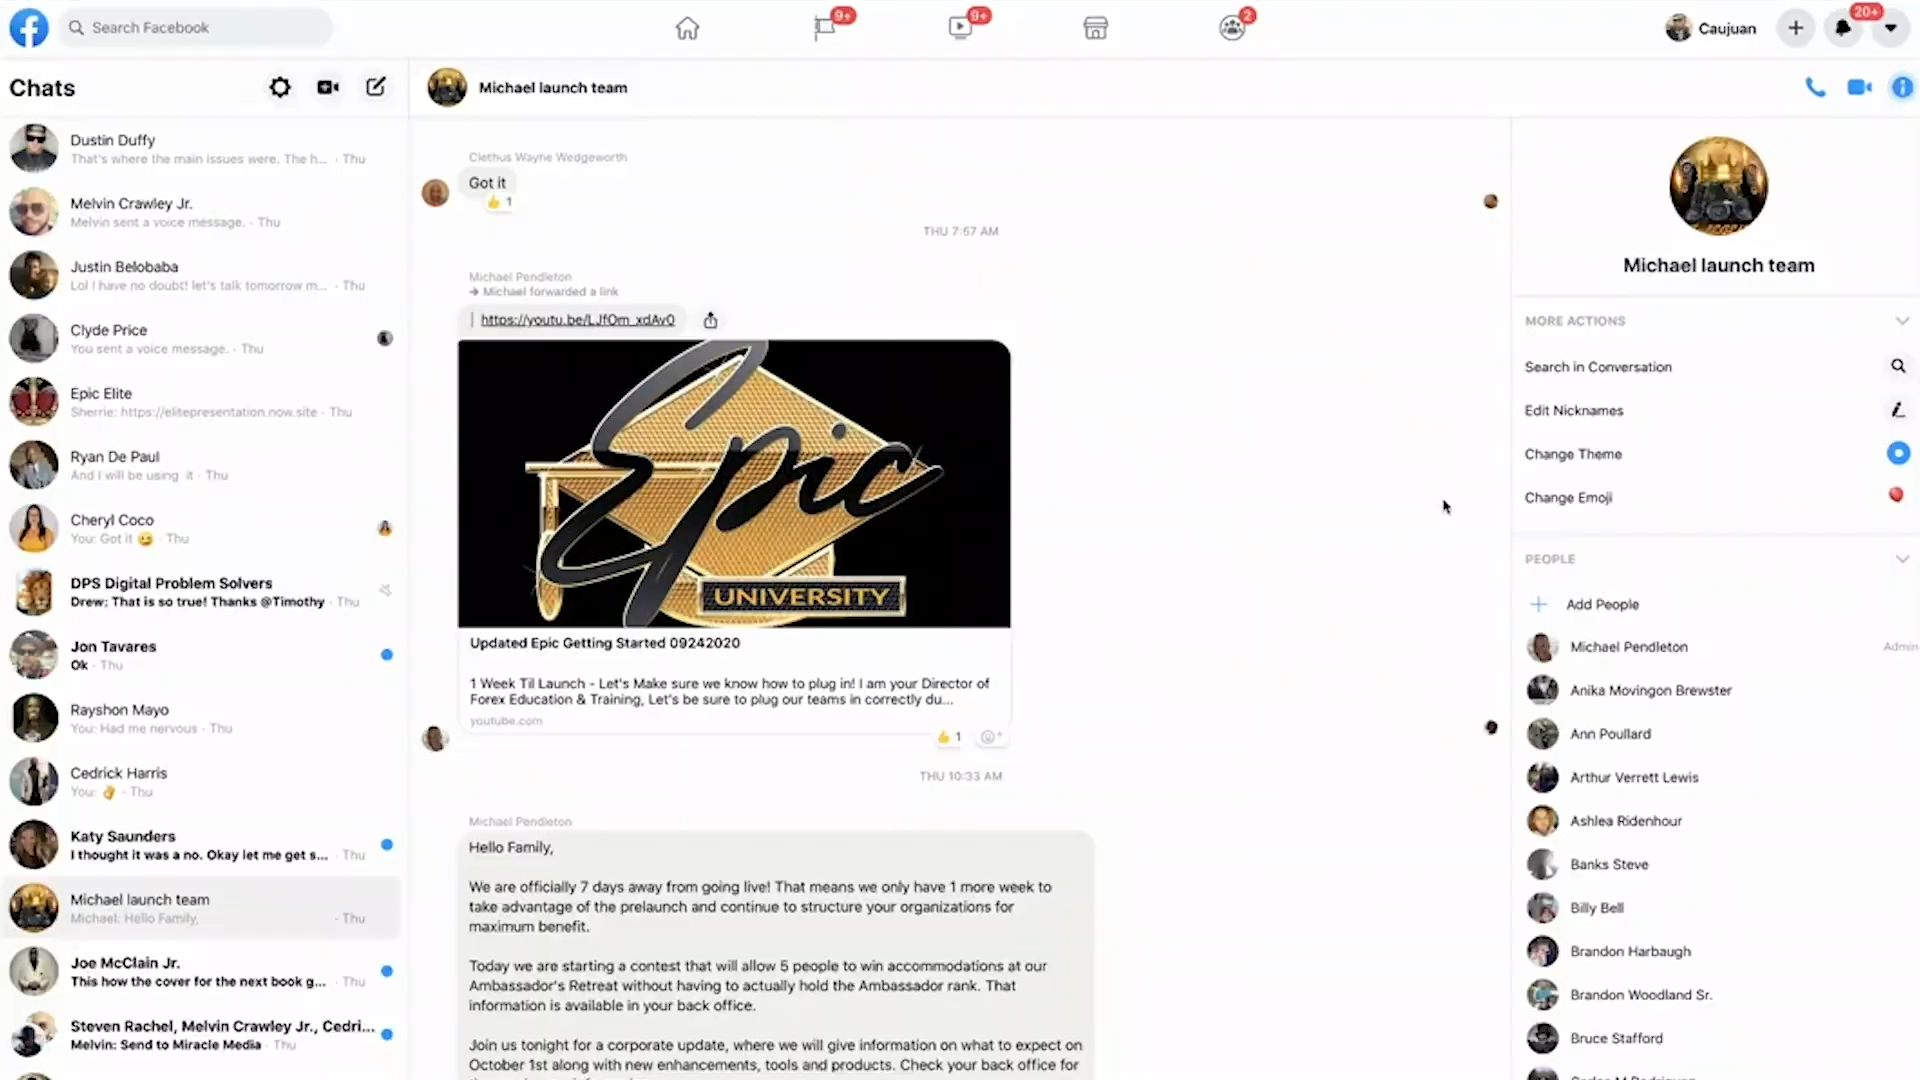 Search Facebook
9+
9+
2
Caujuan
20+
Chats
Dustin Duffy
That's where the main issues were. The h... · Thu
Melvin Crawley Jr.
Melvin sent a voice message. · Thu
Justin Belobaba
Lol I have no doubt! let's talk tomorrow m... · Thu
Clyde Price
You sent a voice message. · Thu
Epic Elite
Sherrie: https://elitepresentation.now.site · Thu
Ryan De Paul
And I will be using it · Thu
Cheryl Coco
You: Got it 😉 · Thu
DPS Digital Problem Solvers
Drew: That is so true! Thanks @Timothy · Thu
Jon Tavares
Ok · Thu
Rayshon Mayo
You: Had me nervous · Thu
Cedrick Harris
You: 👌 · Thu
Katy Saunders
I thought it was a no. Okay let me get s... · Thu
Michael launch team
Michael: Hello Family, · Thu
Joe McClain Jr.
This how the cover for the next book g... · Thu
Steven Rachel, Melvin Crawley Jr., Cedri...
Melvin: Send to Miracle Media · Thu
Michael launch team
Clethus Wayne Wedgeworth
Got it
👍 1
THU 7:57 AM
Michael Pendleton
➔ Michael forwarded a link
https://youtu.be/LJfOm_xdAv0
Epic
UNIVERSITY
Updated Epic Getting Started 09242020
1 Week Til Launch - Let's Make sure we know how to plug in! I am your Director of
Forex Education & Training, Let's be sure to plug our teams in correctly du...
youtube.com
👍 1
THU 10:33 AM
Michael Pendleton
Hello Family,
We are officially 7 days away from going live! That means we only have 1 more week to
take advantage of the prelaunch and continue to structure your organizations for
maximum benefit.
Today we are starting a contest that will allow 5 people to win accommodations at our
Ambassador's Retreat without having to actually hold the Ambassador rank. That
information is available in your back office.
Join us tonight for a corporate update, where we will give information on what to expect on
October 1st along with new enhancements, tools and products. Check your back office for
Michael launch team
MORE ACTIONS
Search in Conversation
Edit Nicknames
Change Theme
Change Emoji
PEOPLE
Add People
Michael Pendleton
Admin
Anika Movingon Brewster
Ann Poullard
Arthur Verrett Lewis
Ashlea Ridenhour
Banks Steve
Billy Bell
Brandon Harbaugh
Brandon Woodland Sr.
Bruce Stafford